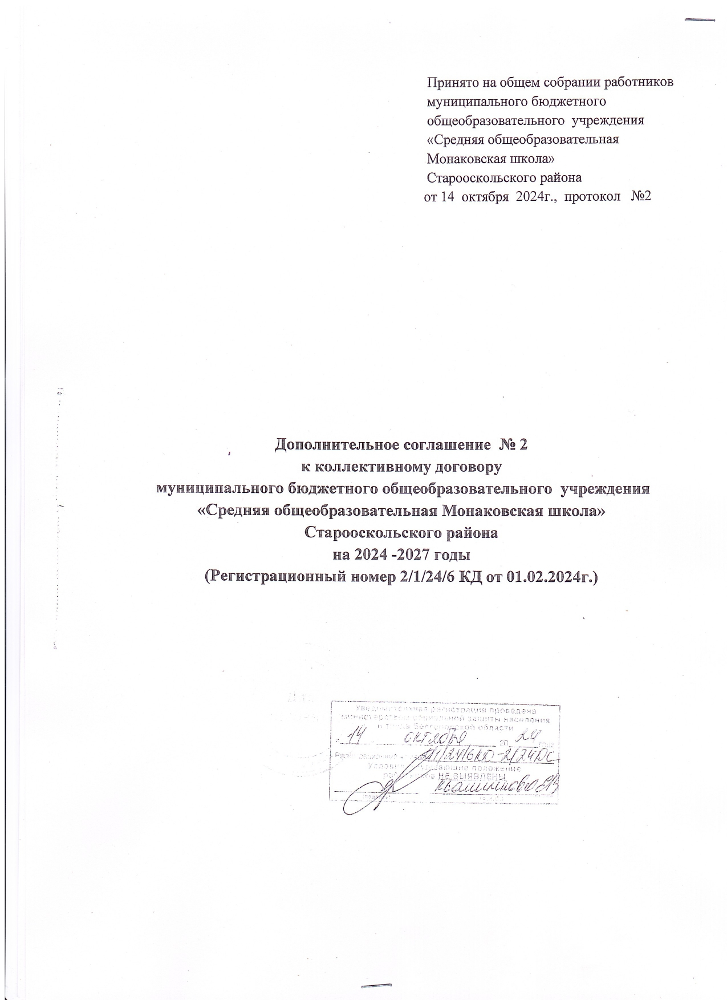 Принято на общем собрании работников
муниципального бюджетного
общеобразовательного учреждения
«Средняя общеобразовательная
Монаковская школа»
Старооскольского района
от 14 октября 2024г., протокол №2
Дополнительное соглашение № 2
к коллективному договору
муниципального бюджетного общеобразовательного учреждения
«Средняя общеобразовательная Монаковская школа»
Старооскольского района
на 2024 -2027 годы
(Регистрационный номер 2/1/24/6 КД от 01.02.2024г.)
Уведомительная регистрация проведена
министерством социальной защиты населения
и труда Белгородской области
14 октября 20 24 года
2/1/24/6КД-2/24ДС
Условия, ухудшающие положение
работников НЕ ВЫЯВЛЕНЫ